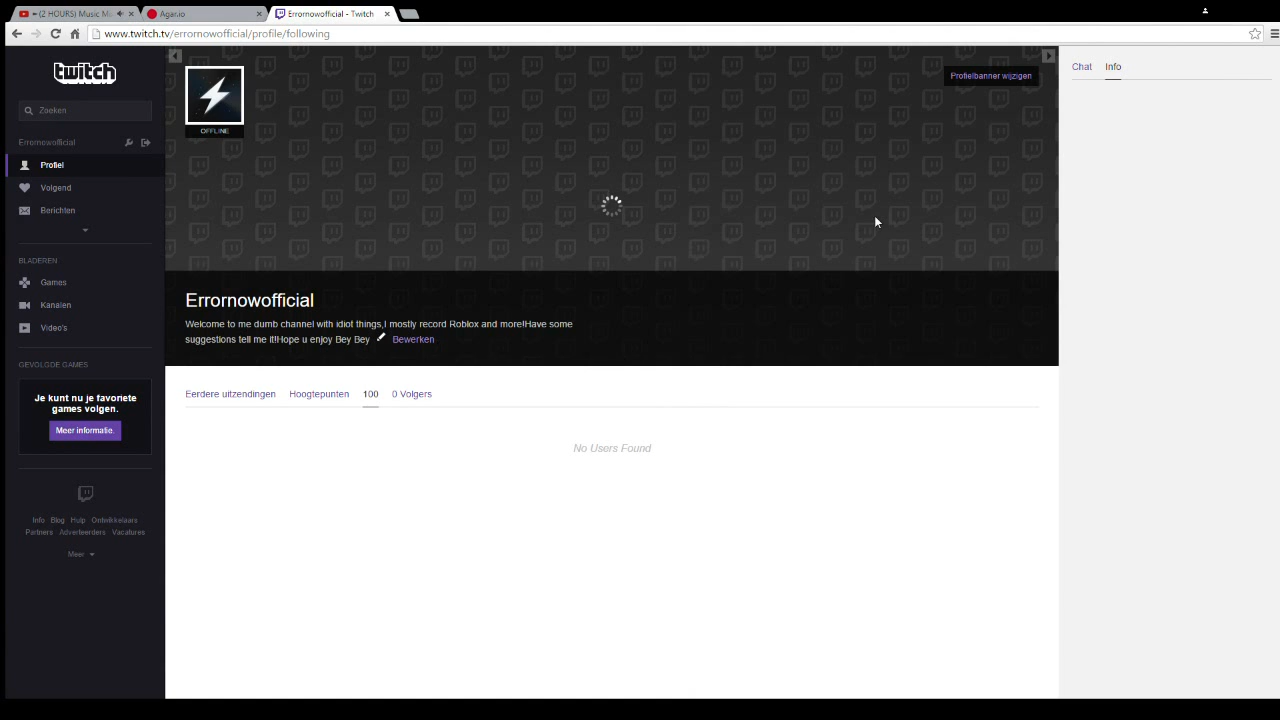 (2 HOURS) Music Mi
Agar.io
Errornowofficial - Twitch
www.twitch.tv/errornowofficial/profile/following
twitch
Zoeken
Errornowofficial
Profiel
Volgend
Berichten
BLADEREN
Games
Kanalen
Video's
GEVOLGDE GAMES
Je kunt nu je favoriete
games volgen.
Meer informatie.
Info Blog Hulp Ontwikkelaars
Partners Adverteerders Vacatures
Meer
OFFLINE
Profielbanner wijzigen
Errornowofficial
Welcome to me dumb channel with idiot things,I mostly record Roblox and more!Have some
suggestions tell me it!Hope u enjoy Bey Bey Bewerken
Eerdere uitzendingen Hoogtepunten 100 0 Volgers
No Users Found
Chat Info